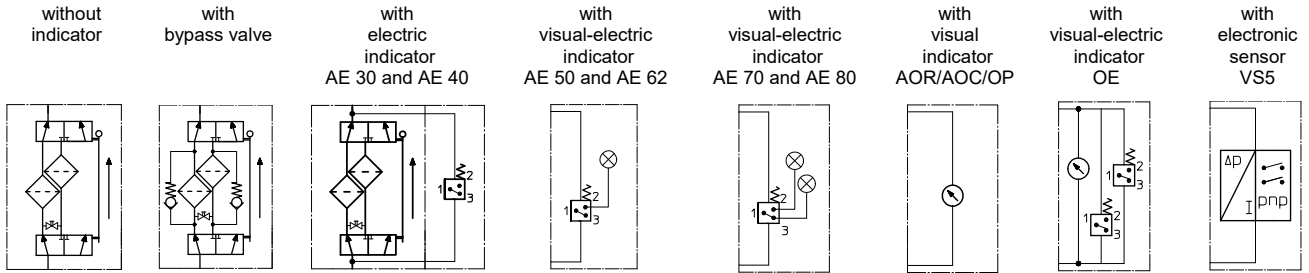 without
indicator
with
bypass valve
with
electric
indicator
AE 30 and AE 40
with
visual-electric
indicator
AE 50 and AE 62
with
visual-electric
indicator
AE 70 and AE 80
with
visual
indicator
AOR/AOC/OP
with
visual-electric
indicator
OE
with
electronic
sensor
VS5
1 2
3
1 2
3
1 2
3
1 2
3
1 2
3
Δp
I pnp